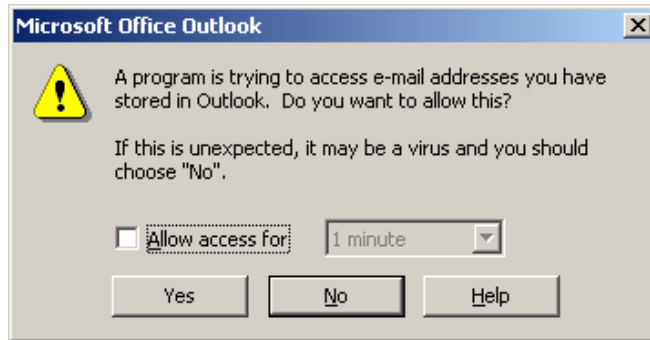 Microsoft Office Outlook
A program is trying to access e-mail addresses you have
stored in Outlook. Do you want to allow this?
If this is unexpected, it may be a virus and you should
choose "No".
Allow access for 1 minute
Yes No Help